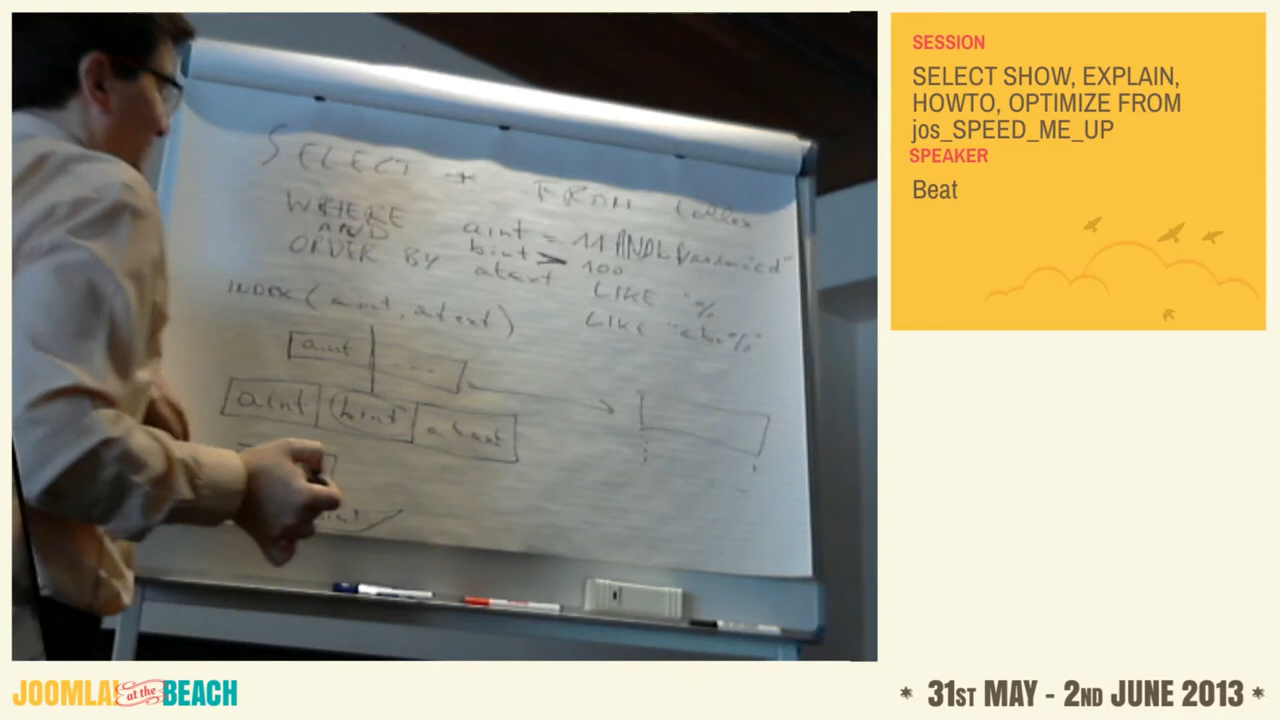 SELECT * FROM
WHERE aint = 11 AND
AND bint > 100
ORDER BY atext LIKE "%
INDEX (aint, atext) LIKE "abc%"
aint ---
aint (bint) atext
SESSION
SELECT SHOW, EXPLAIN,
HOWTO, OPTIMIZE FROM
jos_SPEED_ME_UP
SPEAKER
Beat
JOOMLA! at the BEACH
* 31ST MAY - 2ND JUNE 2013 *